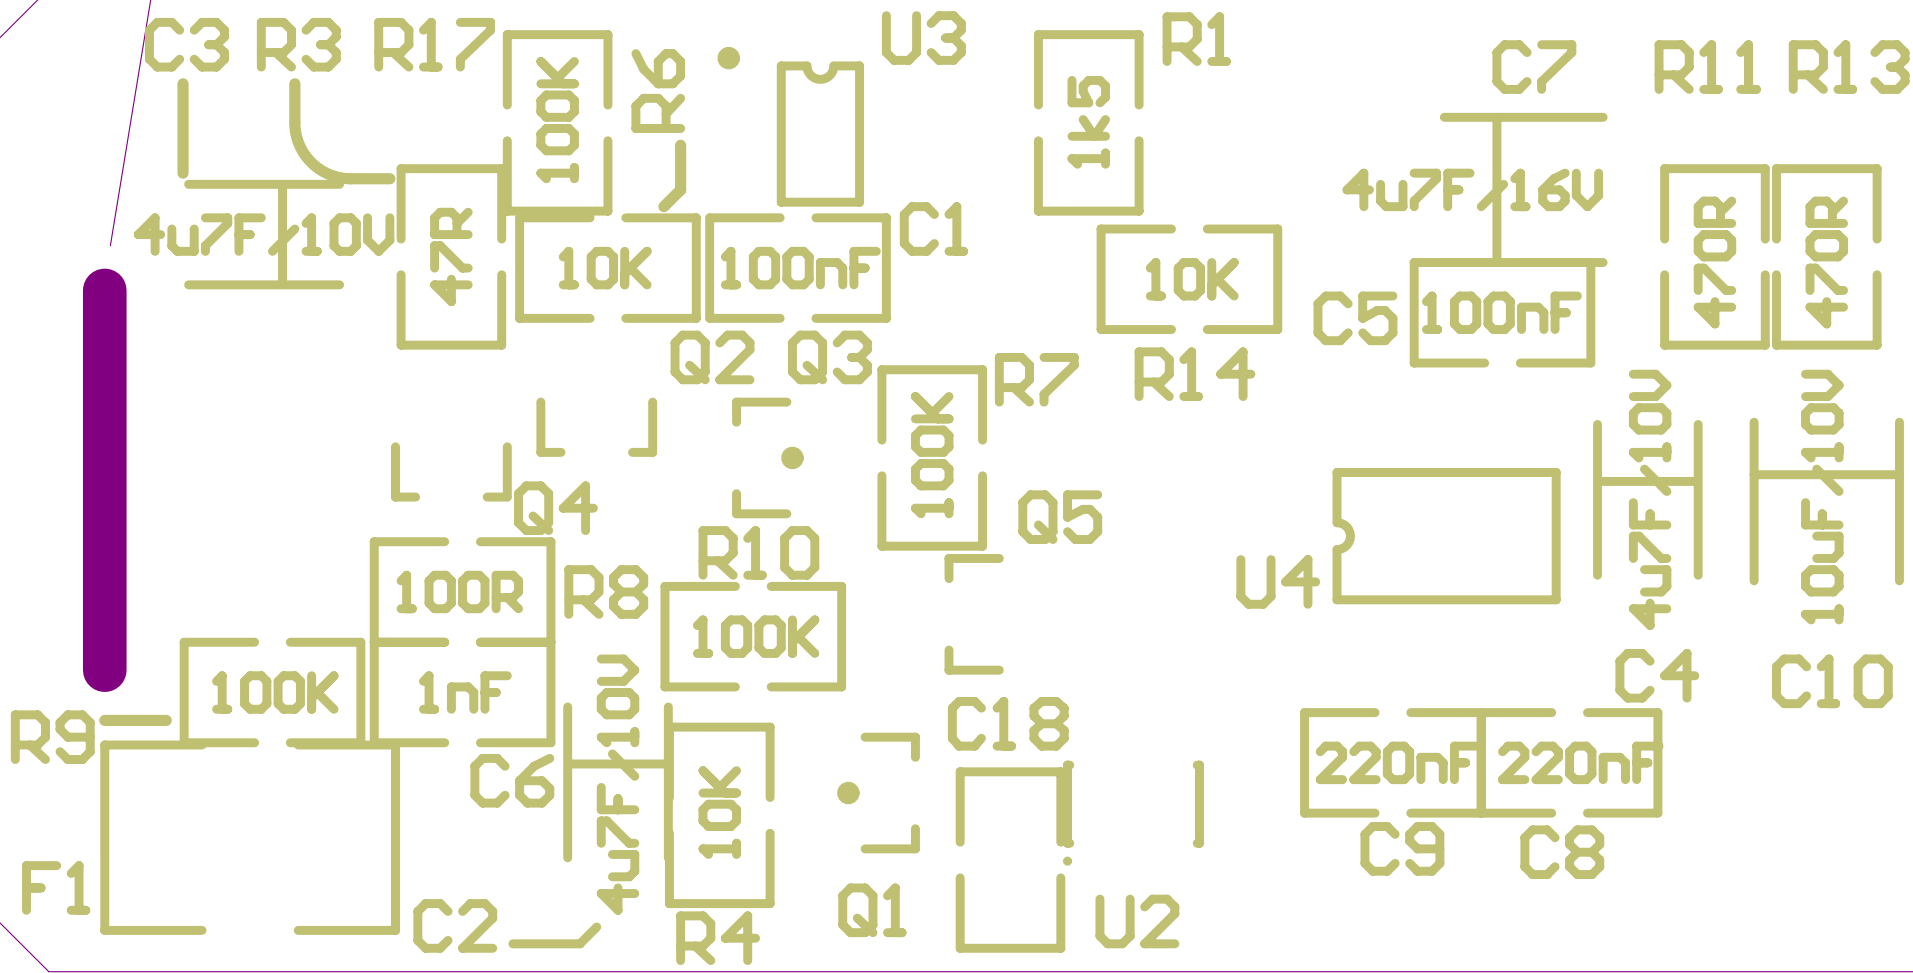 C3 R3 R17 U3 R1
C7 R11 R13
100K R6 1k5
4u7F/16V
4u7F/10V 47R C1
10K 100nF 10K 470R 470R
C5 100nF
Q2 Q3 R7 R14
100K 4u7F/10V 10uF/10V
Q4 Q5
R10 U4
100R R8
100K
100K 1nF C4 C10
R9 C18
C6 4u7F/10V 10K 220nF 220nF
C9 C8
F1 C2 Q1 U2
R4